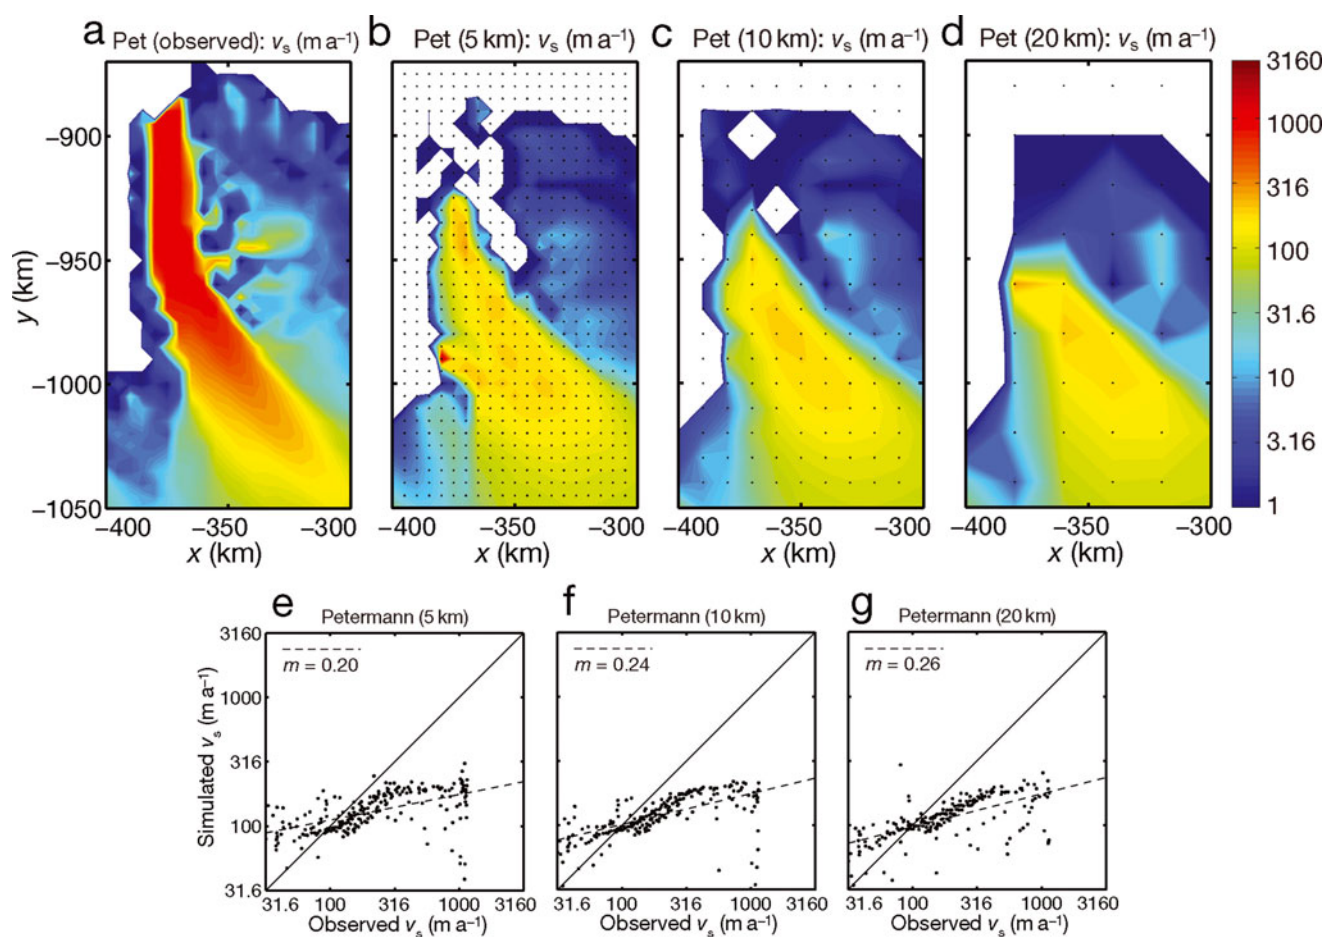 a Pet (observed): vs (m a–1)
b Pet (5 km): vs (m a–1)
c Pet (10 km): vs (m a–1)
d Pet (20 km): vs (m a–1)
y (km)
–900
–950
–1000
–1050
–400 –350 –300
x (km)
–400 –350 –300
x (km)
–400 –350 –300
x (km)
–400 –350 –300
x (km)
3160
1000
316
100
31.6
10
3.16
1
e Petermann (5 km)
m = 0.20
Simulated vs (m a–1)
3160
1000
316
100
31.6
31.6 100 316 1000 3160
Observed vs (m a–1)
f Petermann (10 km)
m = 0.24
31.6 100 316 1000 3160
Observed vs (m a–1)
g Petermann (20 km)
m = 0.26
31.6 100 316 1000 3160
Observed vs (m a–1)